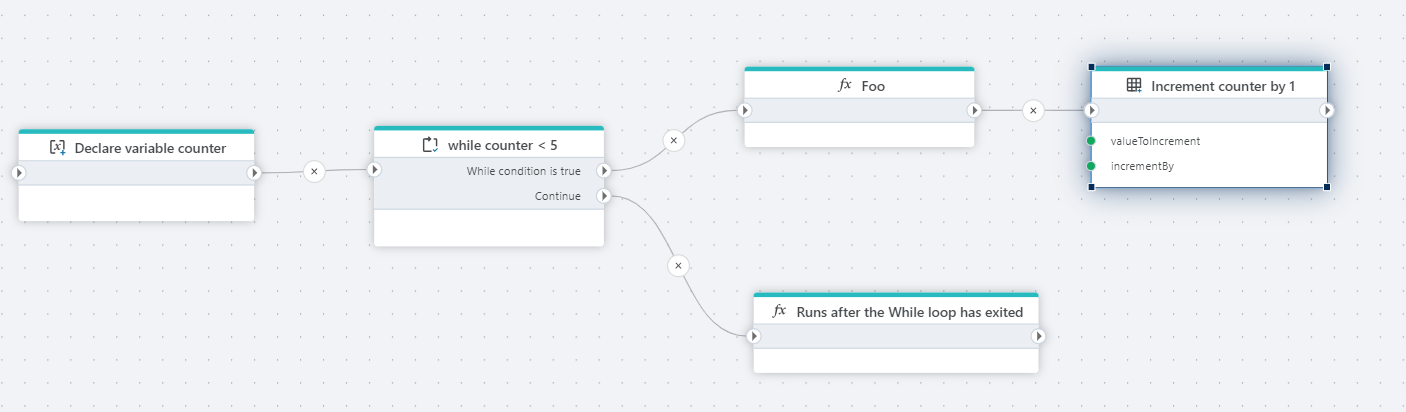 Declare variable counter
while counter < 5
While condition is true
Continue
fx Foo
Increment counter by 1
valueToIncrement
incrementBy
fx Runs after the While loop has exited